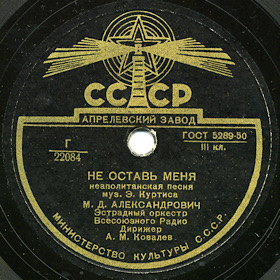 СССР
АПРЕЛЕВСКИЙ ЗАВОД
Г
22084
ГОСТ 5289-50
III кл.
НЕ ОСТАВЬ МЕНЯ
неаполитанская песня
муз. Э. Куртиса
М. Д. АЛЕКСАНДРОВИЧ
Эстрадный оркестр
Всесоюзного Радио
Дирижер
А. М. Ковалев
МИНИСТЕРСТВО КУЛЬТУРЫ С.С.С.Р.